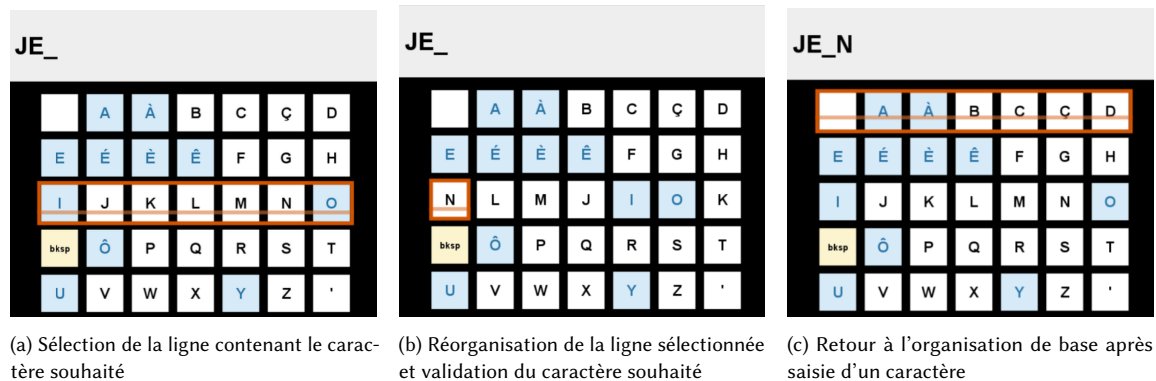 JE_
A À B C Ç D
E É È Ê F G H
I J K L M N O
bksp Ô P Q R S T
U V W X Y Z '
(a) Sélection de la ligne contenant le carac-
tère souhaité
JE_
A À B C Ç D
E É È Ê F G H
N L M J I O K
bksp Ô P Q R S T
U V W X Y Z '
(b) Réorganisation de la ligne sélectionnée
et validation du caractère souhaité
JE_N
A À B C Ç D
E É È Ê F G H
I J K L M N O
bksp Ô P Q R S T
U V W X Y Z '
(c) Retour à l'organisation de base après
saisie d'un caractère